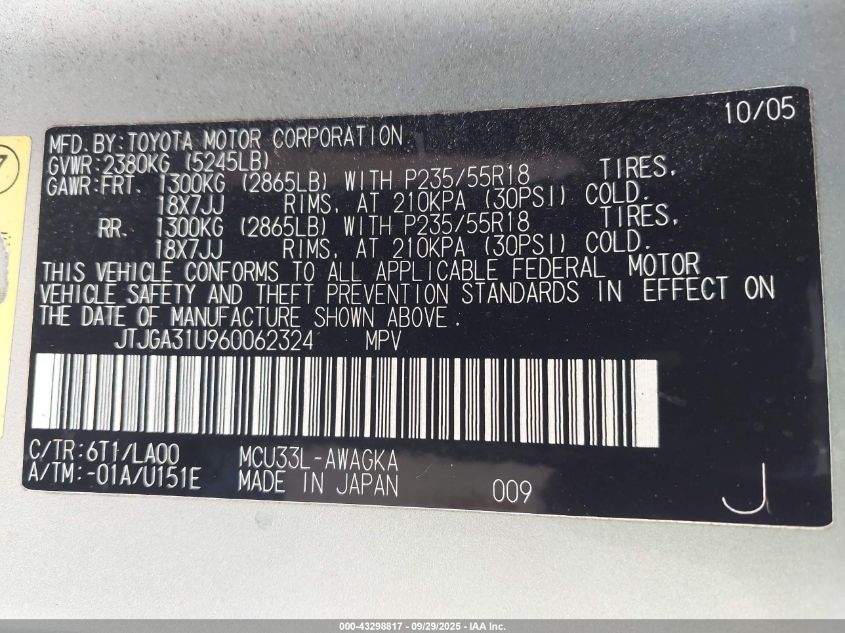 10/05
MFD. BY: TOYOTA MOTOR CORPORATION
GVWR: 2380KG (5245LB)
GAWR: FRT. 1300KG (2865LB) WITH P235/55R18 TIRES,
18X7JJ RIMS, AT 210KPA (30PSI) COLD.
RR. 1300KG (2865LB) WITH P235/55R18 TIRES,
18X7JJ RIMS, AT 210KPA (30PSI) COLD.
THIS VEHICLE CONFORMS TO ALL APPLICABLE FEDERAL MOTOR
VEHICLE SAFETY AND THEFT PREVENTION STANDARDS IN EFFECT ON
THE DATE OF MANUFACTURE SHOWN ABOVE.
JTJGA31U960062324 MPV
C/TR: 6T1/LA00 MCU33L-AWAGKA
A/TM: -01A/U151E MADE IN JAPAN 009
J
7
000-43298817 - 09/29/2025 - IAA Inc.